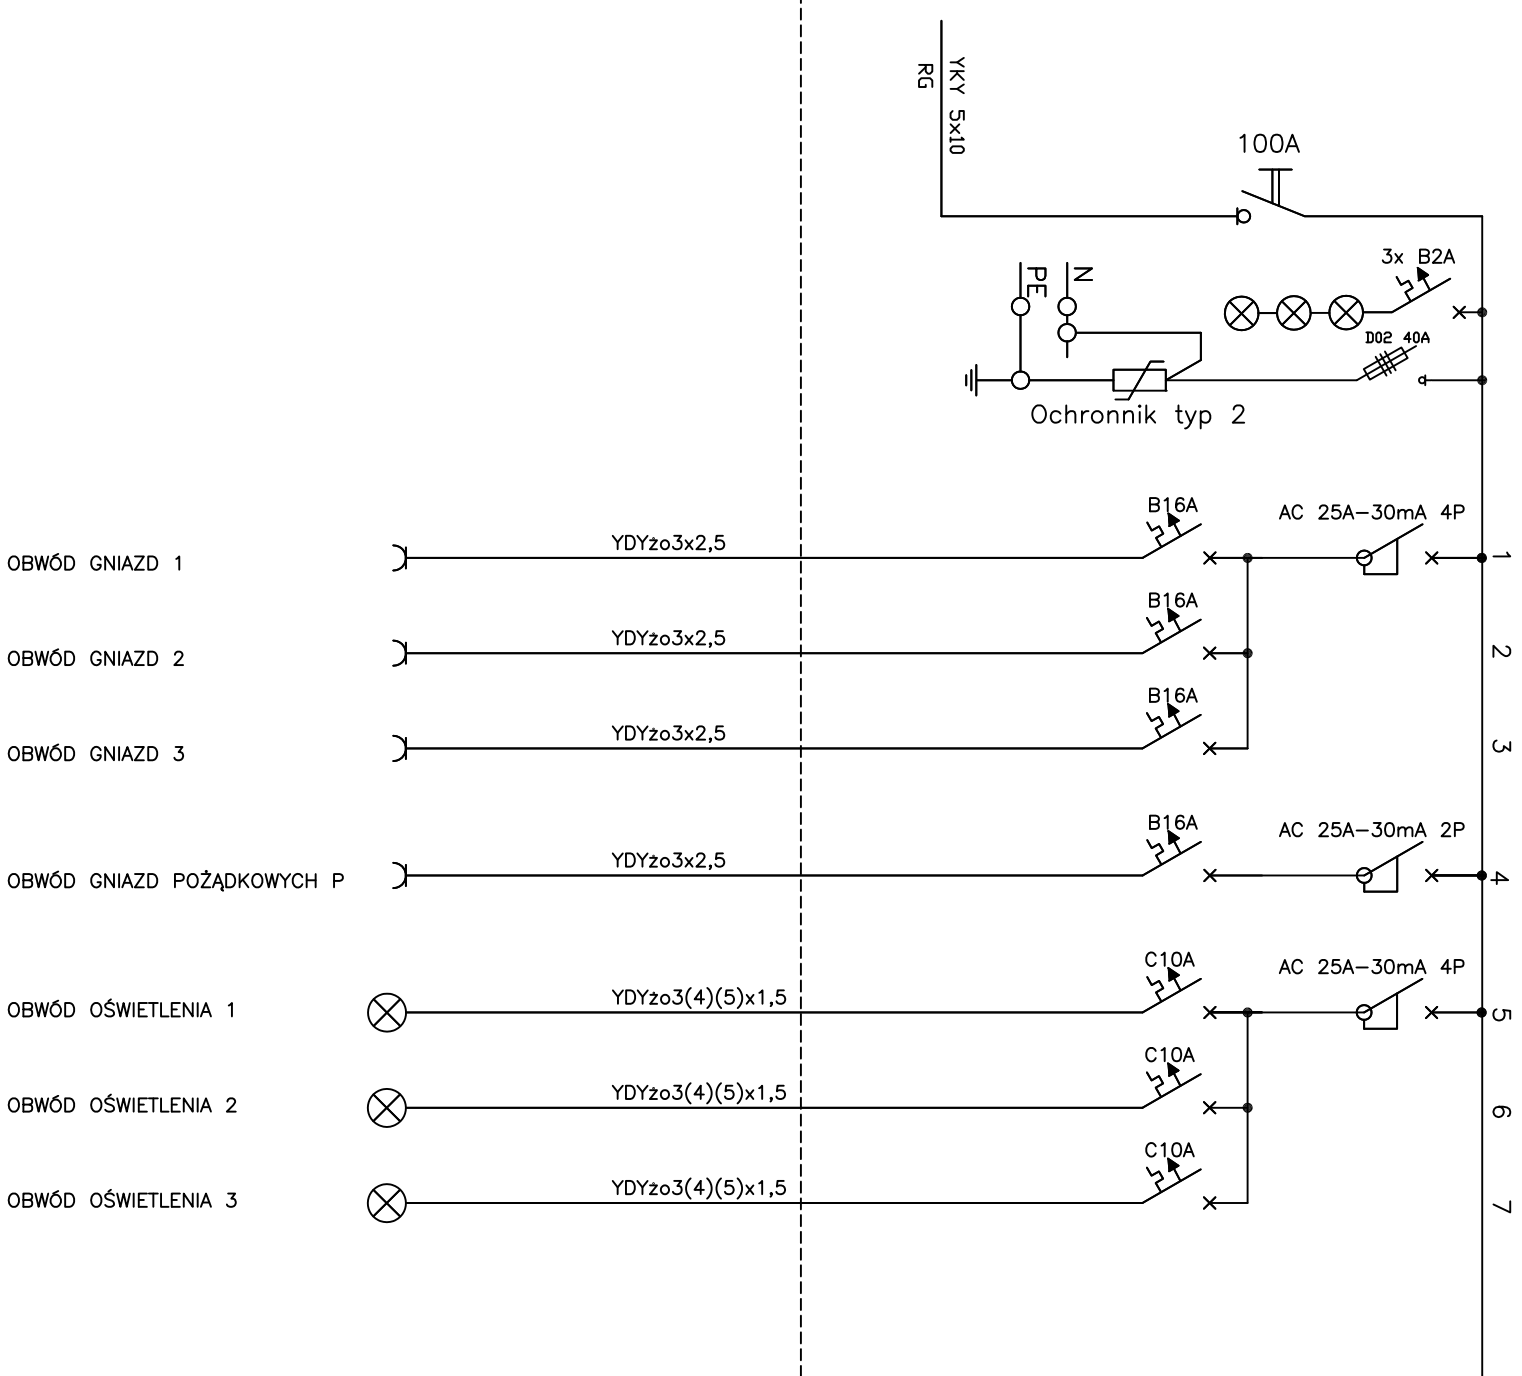 YKY 5x10
RG
100A
3x B2A
N
PE
D02 40A
Ochronnik typ 2
B16A
AC 25A-30mA 4P
YDYżo3x2,5
OBWÓD GNIAZD 1
1
B16A
YDYżo3x2,5
OBWÓD GNIAZD 2
2
B16A
YDYżo3x2,5
OBWÓD GNIAZD 3
3
B16A
AC 25A-30mA 2P
YDYżo3x2,5
OBWÓD GNIAZD POŻĄDKOWYCH P
4
C10A
AC 25A-30mA 4P
YDYżo3(4)(5)x1,5
OBWÓD OŚWIETLENIA 1
5
C10A
YDYżo3(4)(5)x1,5
OBWÓD OŚWIETLENIA 2
6
C10A
YDYżo3(4)(5)x1,5
OBWÓD OŚWIETLENIA 3
7